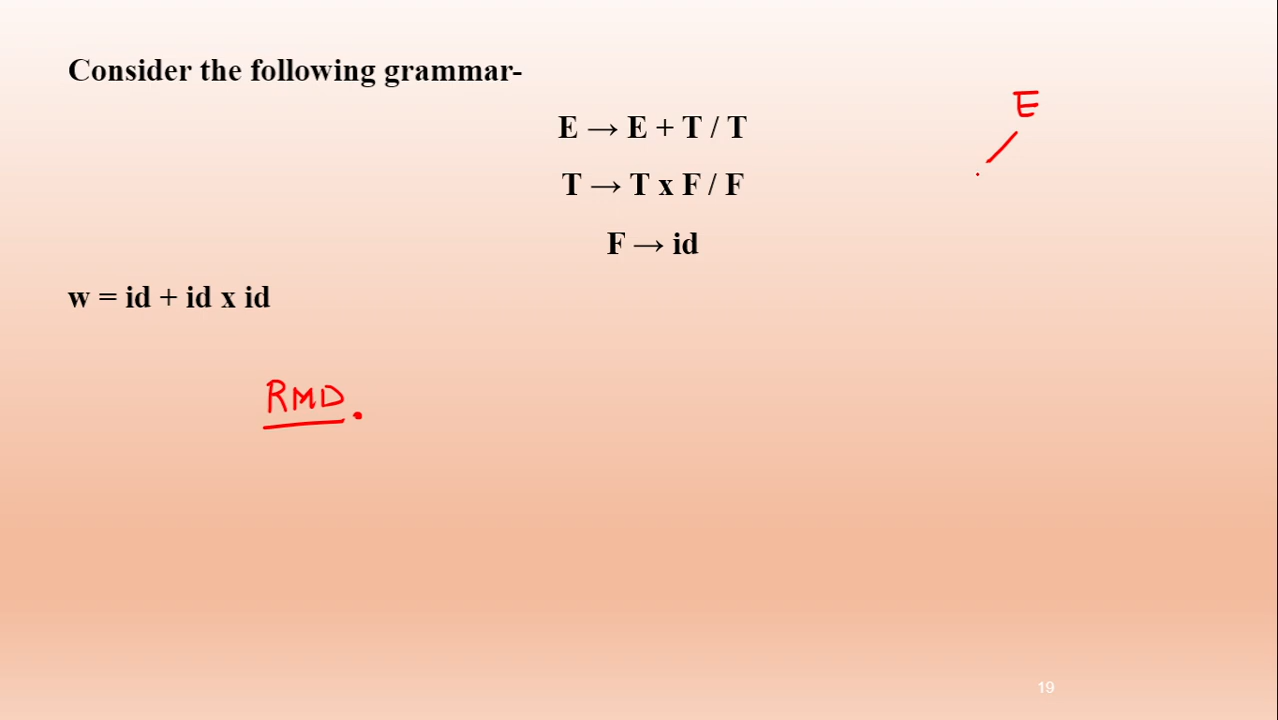 Consider the following grammar-
E → E + T / T
T → T x F / F
F → id
w = id + id x id
E
RMD.
19